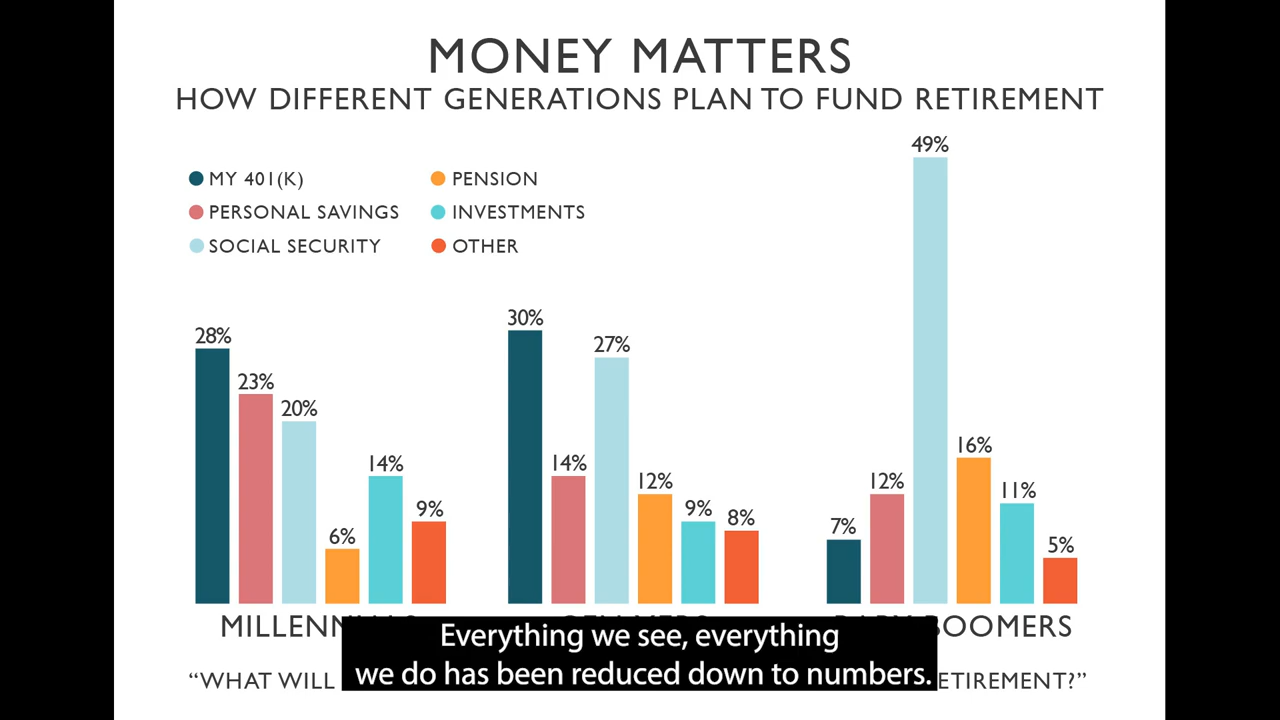 MONEY MATTERS
HOW DIFFERENT GENERATIONS PLAN TO FUND RETIREMENT
MY 401(K)
PERSONAL SAVINGS
SOCIAL SECURITY
PENSION
INVESTMENTS
OTHER
28%
23%
20%
6%
14%
9%
30%
14%
27%
12%
9%
8%
7%
12%
49%
16%
11%
5%
BOOMERS
Everything we see, everything
we do has been reduced down to numbers.
“WHAT WILL